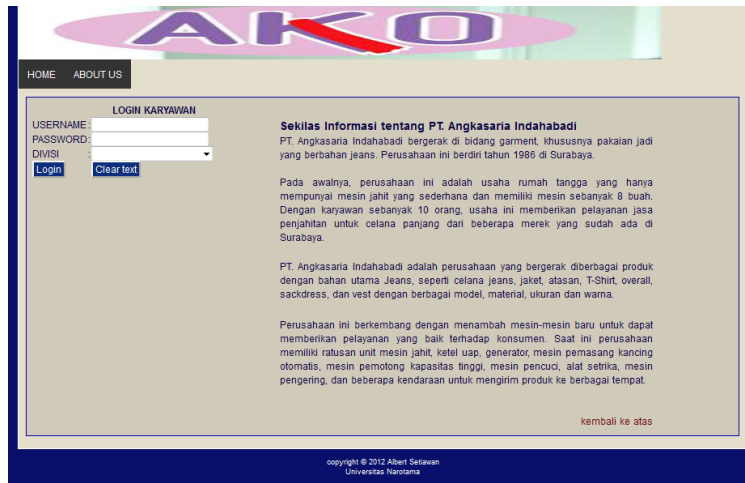 AKO
HOME ABOUT US
LOGIN KARYAWAN
USERNAME:
PASSWORD:
DIVISI :
Login Clear text
Sekilas Informasi tentang PT. Angkasaria Indahabadi
PT. Angkasaria Indahabadi bergerak di bidang garment, khususnya pakaian jadi
yang berbahan jeans. Perusahaan ini berdiri tahun 1986 di Surabaya.
Pada awalnya, perusahaan ini adalah usaha rumah tangga yang hanya
mempunyai mesin jahit yang sederhana dan memiliki mesin sebanyak 8 buah.
Dengan karyawan sebanyak 10 orang, usaha ini memberikan pelayanan jasa
penjahitan untuk celana panjang dari beberapa merek yang sudah ada di
Surabaya.
PT. Angkasaria Indahabadi adalah perusahaan yang bergerak diberbagai produk
dengan bahan utama Jeans, seperti celana jeans, jaket, atasan, T-Shirt, overall,
sackdress, dan vest dengan berbagai model, material, ukuran dan warna.
Perusahaan ini berkembang dengan menambah mesin-mesin baru untuk dapat
memberikan pelayanan yang baik terhadap konsumen. Saat ini perusahaan
memiliki ratusan unit mesin jahit, ketel uap, generator, mesin pemasang kancing
otomatis, mesin pemotong kapasitas tinggi, mesin pencuci, alat setrika, mesin
pengering, dan beberapa kendaraan untuk mengirim produk ke berbagai tempat.
kembali ke atas
copyright © 2012 Albert Setiawan
Universitas Narotama